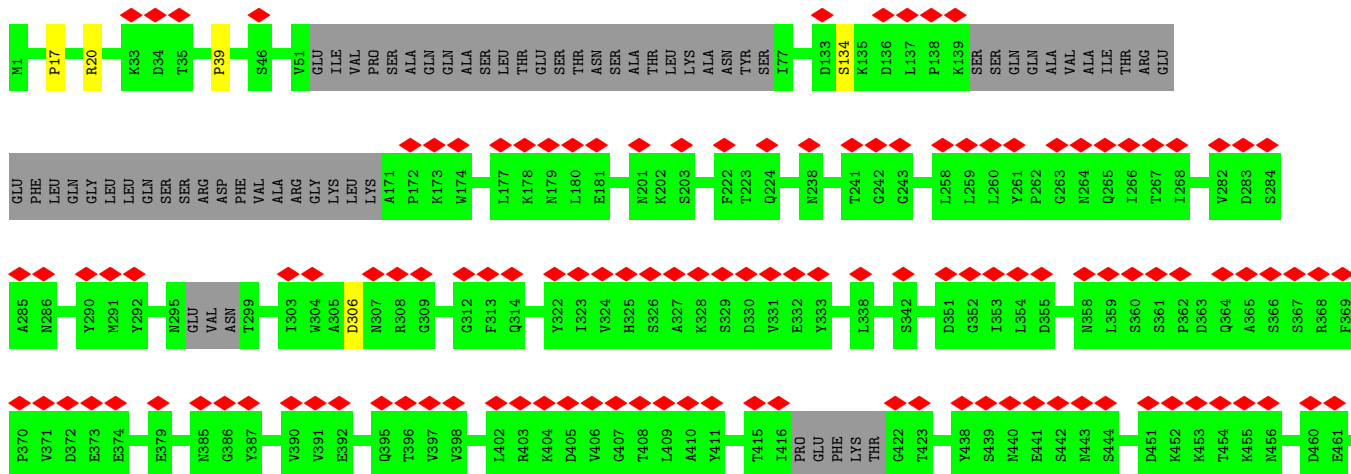 M1 P17 R20 K33 D34 T35 P39 S46 V51 GLU ILE VAL PRO SER ALA GLN GLN ALA SER LEU THR GLU SER THR ASN SER ALA THR LEU LYS ALA ASN TYR SER I77 D133 S134 K135 D136 L137 P138 K139 SER SER GLN GLN ALA VAL ALA ILE THR ARG GLU
GLU PHE LEU GLN GLY LEU LEU GLN SER SER ARG ASP PHE VAL ALA ARG GLY LYS LEU LYS A171 P172 K173 W174 L177 K178 N179 L180 E181 N201 K202 S203 F222 T223 Q224 N238 T241 G242 G243 L258 L259 L260 Y261 P262 G263 N264 Q265 I266 T267 I268 V282 D283 S284
A285 N286 Y290 M291 Y292 N295 GLU VAL ASN T299 I303 W304 A305 D306 N307 R308 G309 G312 F313 Q314 Y322 I323 V324 H325 S326 A327 K328 S329 D330 V331 E332 Y333 L338 S342 D351 G352 I353 L354 D355 N358 L359 S360 S361 P362 D363 Q364 A365 S366 S367 R368 F369
P370 V371 D372 E373 E374 E379 N385 G386 Y387 V390 V391 E392 Q395 T396 V397 V398 L402 R403 K404 D405 V406 G407 T408 L409 A410 Y411 T415 I416 PRO GLU PHE LYS THR G422 T423 Y438 S439 N440 E441 S442 N443 S444 D451 K452 K453 T454 K455 N456 D460 E461